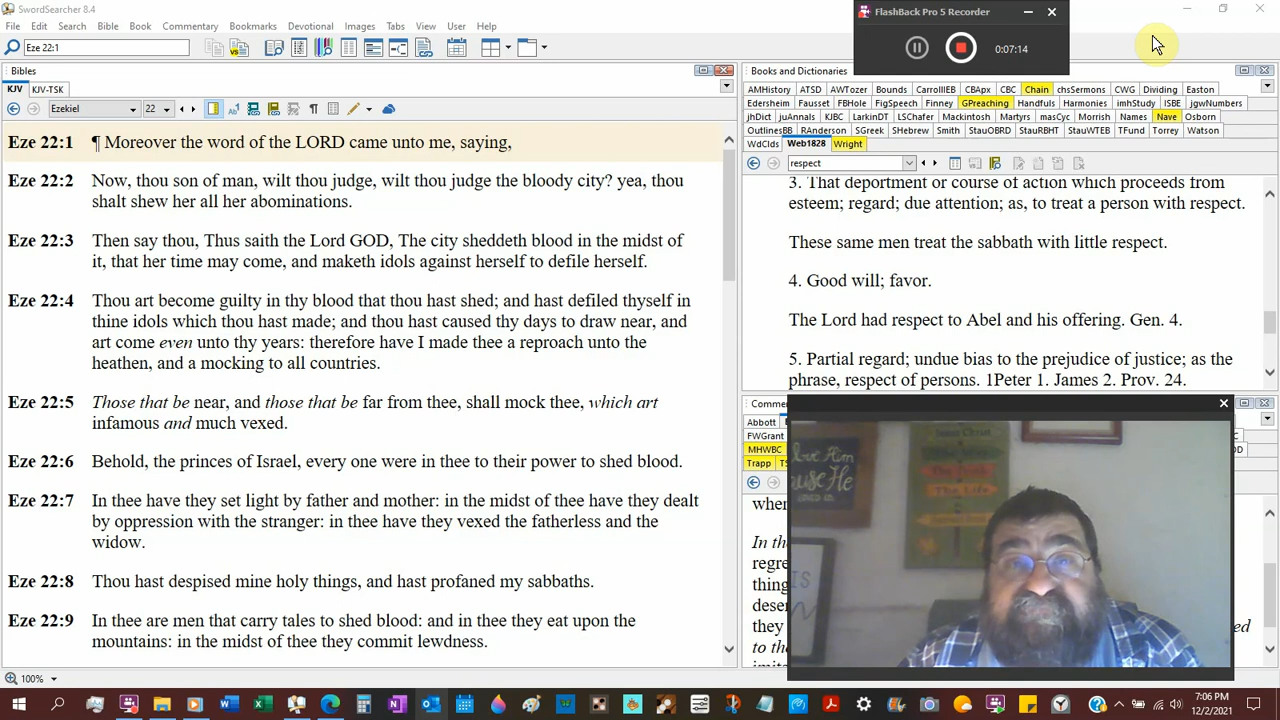 SwordSearcher 8.4
File Edit Search Bible Book Commentary Bookmarks Devotional Images Tabs View User Help
Eze 22:1
FlashBack Pro 5 Recorder
0:07:14
Bibles
KJV KJV-TSK
Ezekiel 22
Eze 22:1 ¶ Moreover the word of the LORD came unto me, saying,
Eze 22:2 Now, thou son of man, wilt thou judge, wilt thou judge the bloody city? yea, thou
shalt shew her all her abominations.
Eze 22:3 Then say thou, Thus saith the Lord GOD, The city sheddeth blood in the midst of
it, that her time may come, and maketh idols against herself to defile herself.
Eze 22:4 Thou art become guilty in thy blood that thou hast shed; and hast defiled thyself in
thine idols which thou hast made; and thou hast caused thy days to draw near, and
art come even unto thy years: therefore have I made thee a reproach unto the
heathen, and a mocking to all countries.
Eze 22:5 Those that be near, and those that be far from thee, shall mock thee, which art
infamous and much vexed.
Eze 22:6 Behold, the princes of Israel, every one were in thee to their power to shed blood.
Eze 22:7 In thee have they set light by father and mother: in the midst of thee have they dealt
by oppression with the stranger: in thee have they vexed the fatherless and the
widow.
Eze 22:8 Thou hast despised mine holy things, and hast profaned my sabbaths.
Eze 22:9 In thee are men that carry tales to shed blood: and in thee they eat upon the
mountains: in the midst of thee they commit lewdness.
100%
Books and Dictionaries
AMHistory ATSD AWTozer Bounds CarrollEIB CBApx CBC Chain chsSermons CWG Dividing Easton
Edersheim Fausset FBHole FigSpeech Finney GPreaching Handfuls Harmonies imhStudy ISBE jgwNumbers
jhDict juAnnals KJBC LarkinDT LSChafer Mackintosh Martyrs masCyc Morrish Names Nave Osborn
OutlinesBB RAnderson SGreek SHebrew Smith StauOBRD StauRBHT StauWTEB TFund Torrey Watson
WdClds Web1828 Wright
respect
3. That deportment or course of action which proceeds from
esteem; regard; due attention; as, to treat a person with respect.
These same men treat the sabbath with little respect.
4. Good will; favor.
The Lord had respect to Abel and his offering. Gen. 4.
5. Partial regard; undue bias to the prejudice of justice; as the
phrase, respect of persons. 1Peter 1. James 2. Prov. 24.
Comme
Abbott
FWGrant
MHWBC
Trapp
In th
regre
thing
deser
they
to the
ed
7:06 PM
12/2/2021